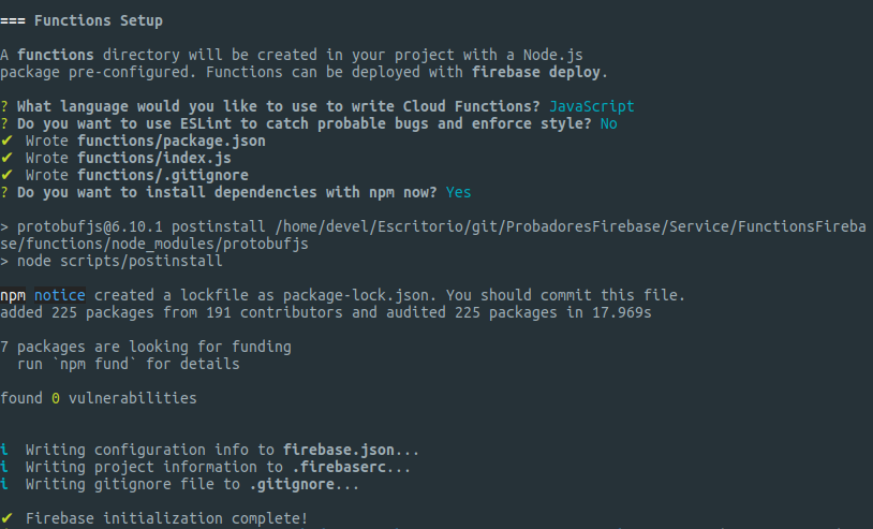 === Functions Setup
A functions directory will be created in your project with a Node.js
package pre-configured. Functions can be deployed with firebase deploy.
? What language would you like to use to write Cloud Functions? JavaScript
? Do you want to use ESLint to catch probable bugs and enforce style? No
✔ Wrote functions/package.json
✔ Wrote functions/index.js
✔ Wrote functions/.gitignore
? Do you want to install dependencies with npm now? Yes
> protobufjs@6.10.1 postinstall /home/devel/Escritorio/git/ProbadoresFirebase/Service/FunctionsFireba
se/functions/node_modules/protobufjs
> node scripts/postinstall
npm notice created a lockfile as package-lock.json. You should commit this file.
added 225 packages from 191 contributors and audited 225 packages in 17.969s
7 packages are looking for funding
run `npm fund` for details
found 0 vulnerabilities
i Writing configuration info to firebase.json...
i Writing project information to .firebaserc...
i Writing gitignore file to .gitignore...
✔ Firebase initialization complete!